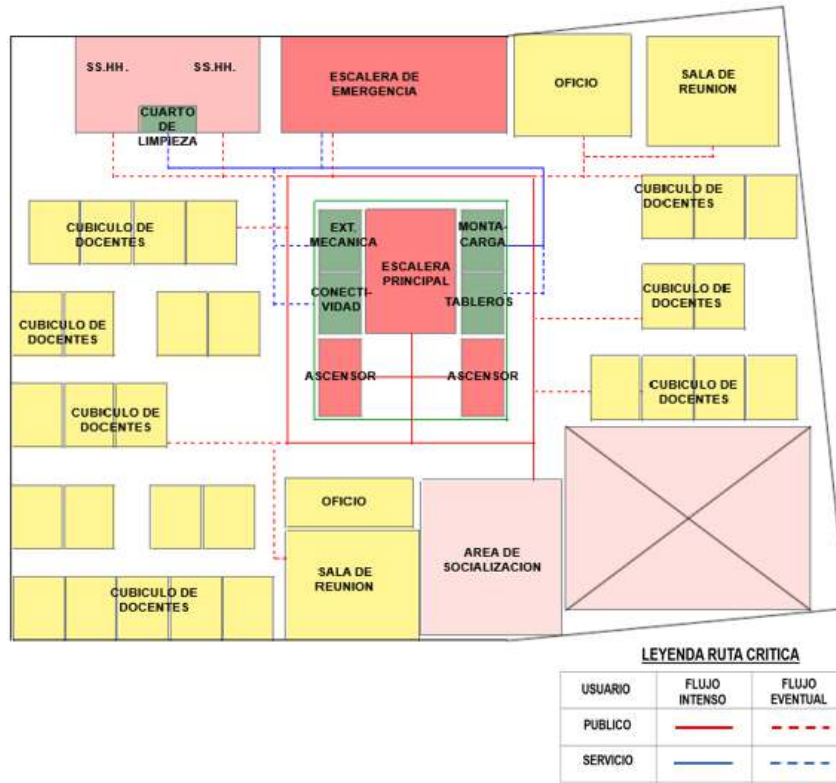 SS.HH.
SS.HH.
CUARTO
DE
LIMPIEZA
ESCALERA DE
EMERGENCIA
OFICIO
SALA DE
REUNION
CUBICULO DE
DOCENTES
CUBICULO DE
DOCENTES
EXT.
MECANICA
ESCALERA
PRINCIPAL
MONTA-
CARGA
CONECTI-
VIDAD
TABLEROS
CUBICULO DE
DOCENTES
CUBICULO DE
DOCENTES
ASCENSOR
ASCENSOR
CUBICULO DE
DOCENTES
CUBICULO DE
DOCENTES
OFICIO
SALA DE
REUNION
AREA DE
SOCIALIZACION
CUBICULO DE
DOCENTES
LEYENDA RUTA CRITICA
USUARIO
FLUJO
INTENSO
FLUJO
EVENTUAL
PUBLICO
SERVICIO